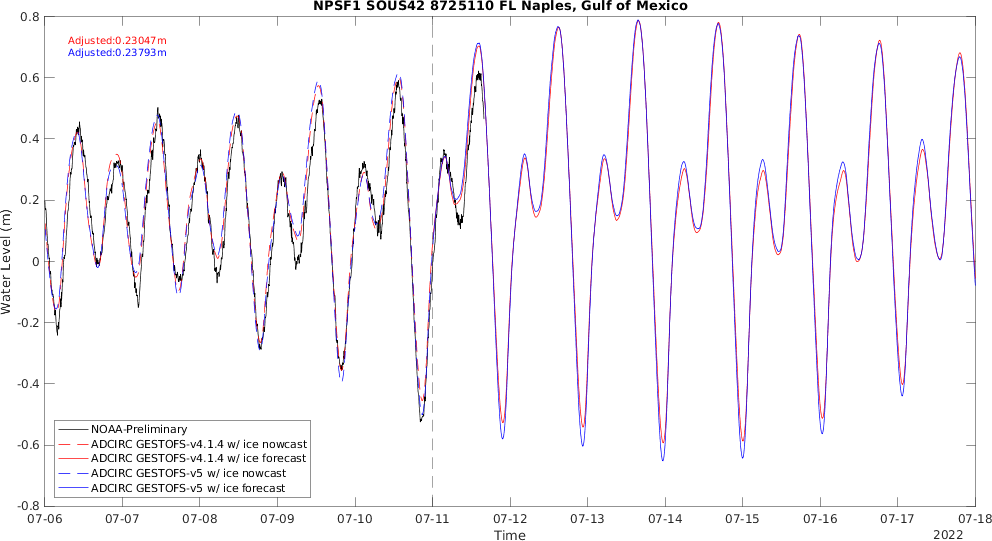 NPSF1 SOUS42 8725110 FL Naples, Gulf of Mexico
0.8
Adjusted:0.23047m
Adjusted:0.23793m
0.6
0.4
0.2
0
-0.2
-0.4
-0.6
-0.8
Water Level (m)
NOAA-Preliminary
ADCIRC GESTOFS-v4.1.4 w/ ice nowcast
ADCIRC GESTOFS-v4.1.4 w/ ice forecast
ADCIRC GESTOFS-v5 w/ ice nowcast
ADCIRC GESTOFS-v5 w/ ice forecast
07-06 07-07 07-08 07-09 07-10 07-11 07-12 07-13 07-14 07-15 07-16 07-17 07-18
Time
2022